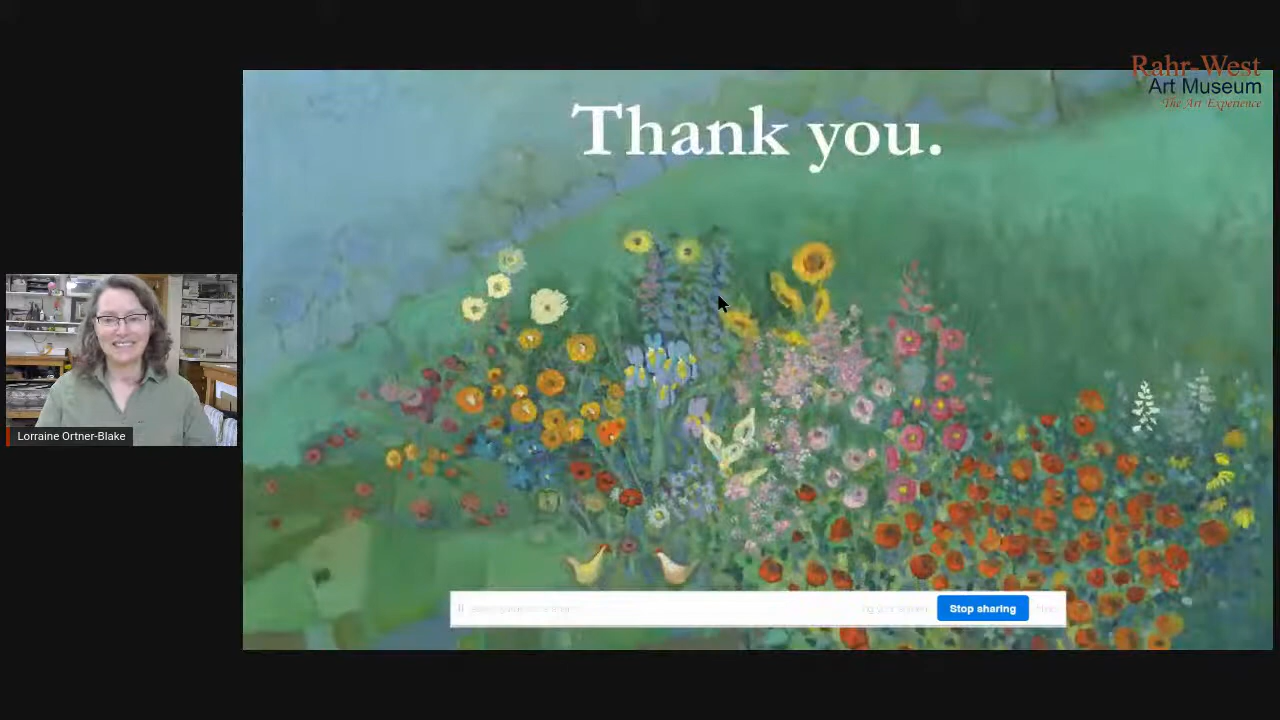 Rahr-West
Art Museum
The Art Experience
Thank you.
Lorraine Ortner-Blake
Stop sharing